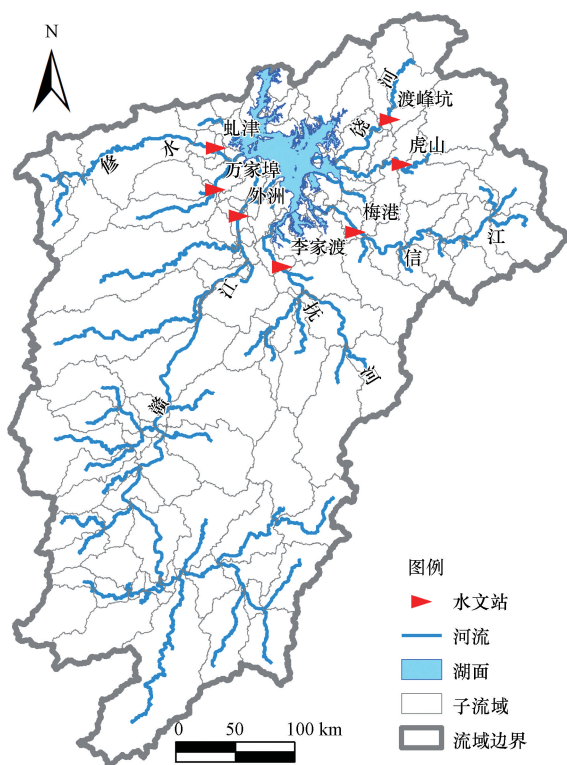 N
河
渡峰坑
饶
虬津
虎山
修
水
万家埠
外洲
梅港
李家渡
江
信
江
抚
河
赣
图例
水文站
河流
湖面
子流域
流域边界
0 50 100 km